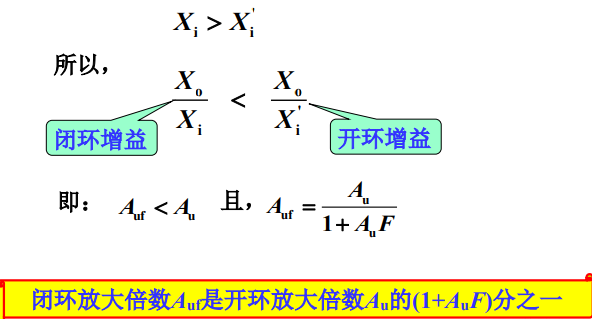 Xi > Xi'
所以，
Xo/Xi < Xo/Xi'
闭环增益
开环增益
即： Auf < Au 且，Auf = Au/(1+AuF)
闭环放大倍数Auf是开环放大倍数Au的(1+AuF)分之一